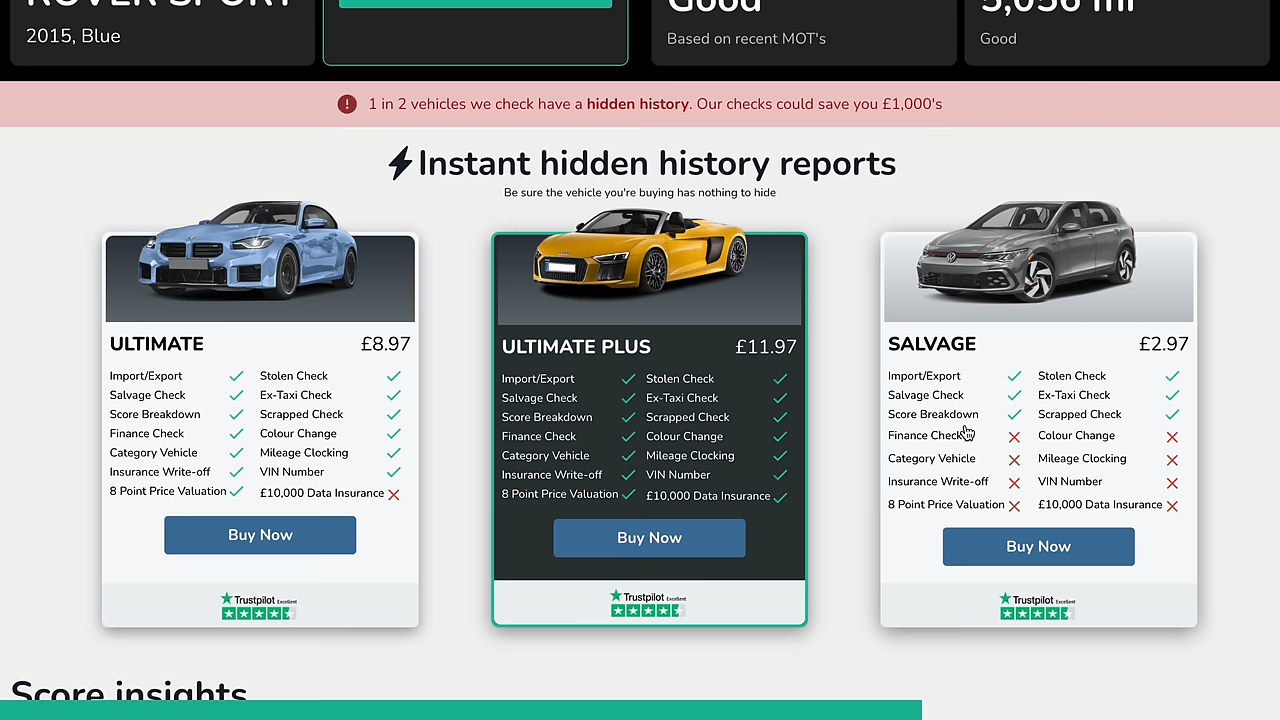 ROVER SPORT
2015, Blue
Good
Based on recent MOT's
5,056 mi
Good
1 in 2 vehicles we check have a hidden history. Our checks could save you £1,000's
Instant hidden history reports
Be sure the vehicle you're buying has nothing to hide
ULTIMATE £8.97
Import/Export Stolen Check
Salvage Check Ex-Taxi Check
Score Breakdown Scrapped Check
Finance Check Colour Change
Category Vehicle Mileage Clocking
Insurance Write-off VIN Number
8 Point Price Valuation £10,000 Data Insurance
Buy Now
Trustpilot Excellent
ULTIMATE PLUS £11.97
Import/Export Stolen Check
Salvage Check Ex-Taxi Check
Score Breakdown Scrapped Check
Finance Check Colour Change
Category Vehicle Mileage Clocking
Insurance Write-off VIN Number
8 Point Price Valuation £10,000 Data Insurance
Buy Now
Trustpilot Excellent
SALVAGE £2.97
Import/Export Stolen Check
Salvage Check Ex-Taxi Check
Score Breakdown Scrapped Check
Finance Check Colour Change
Category Vehicle Mileage Clocking
Insurance Write-off VIN Number
8 Point Price Valuation £10,000 Data Insurance
Buy Now
Trustpilot Excellent
Score insights